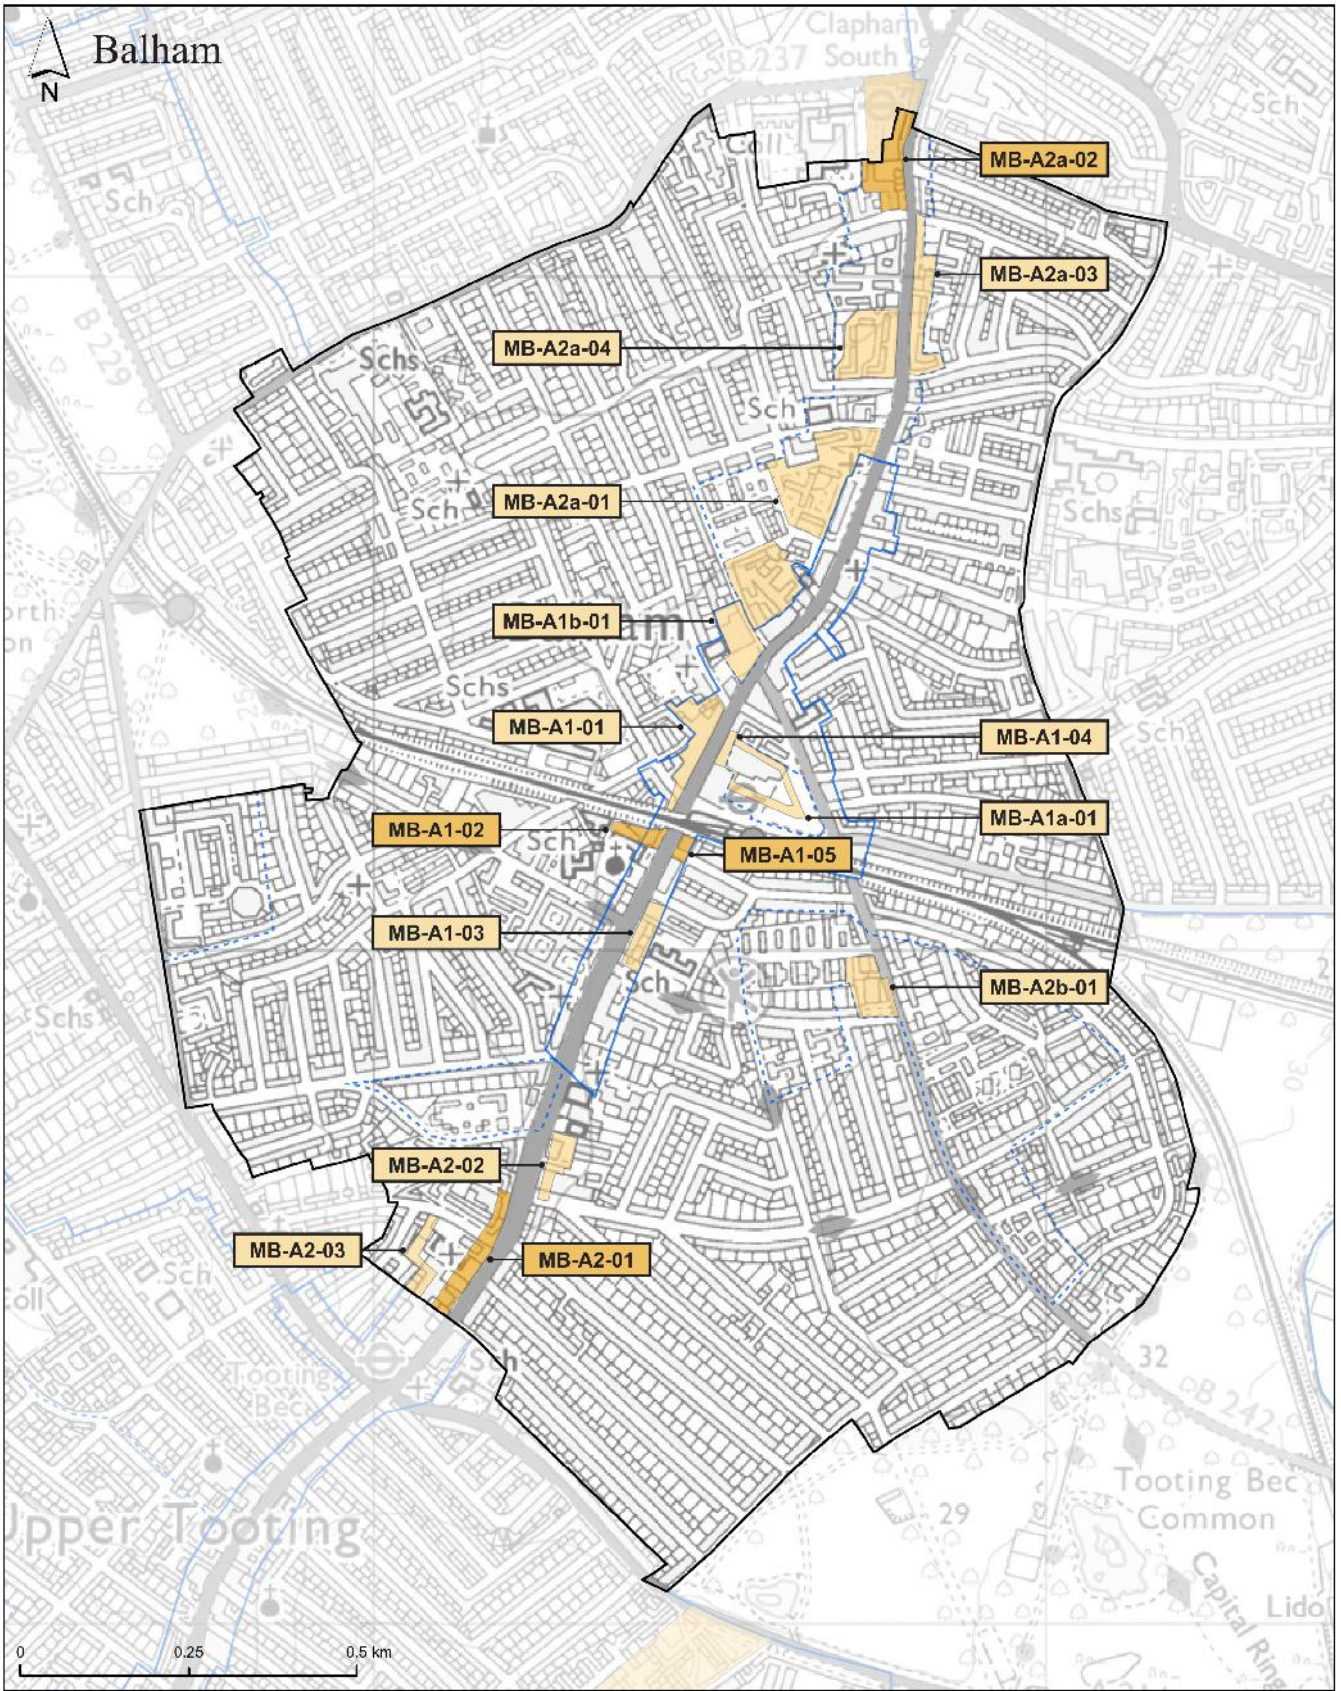 Balham
N
Clapham
South
237
Sch
Coll
MB-A2a-02
Sch
MB-A2a-03
B229
MB-A2a-04
Schs
Sch
MB-A2a-01
Sch
Schs
MB-A1b-01
Schs
MB-A1-01
MB-A1-04
Sch
MB-A1a-01
MB-A1-02
Sch
MB-A1-05
MB-A1-03
Sch
MB-A2b-01
Schs
MB-A2-02
MB-A2-03
MB-A2-01
Sch
Sch
Tooting
Bec
32
B 242
Tooting Bec
Common
29
Upper Tooting
Capital Ring
Lido
0
0.25
0.5 km